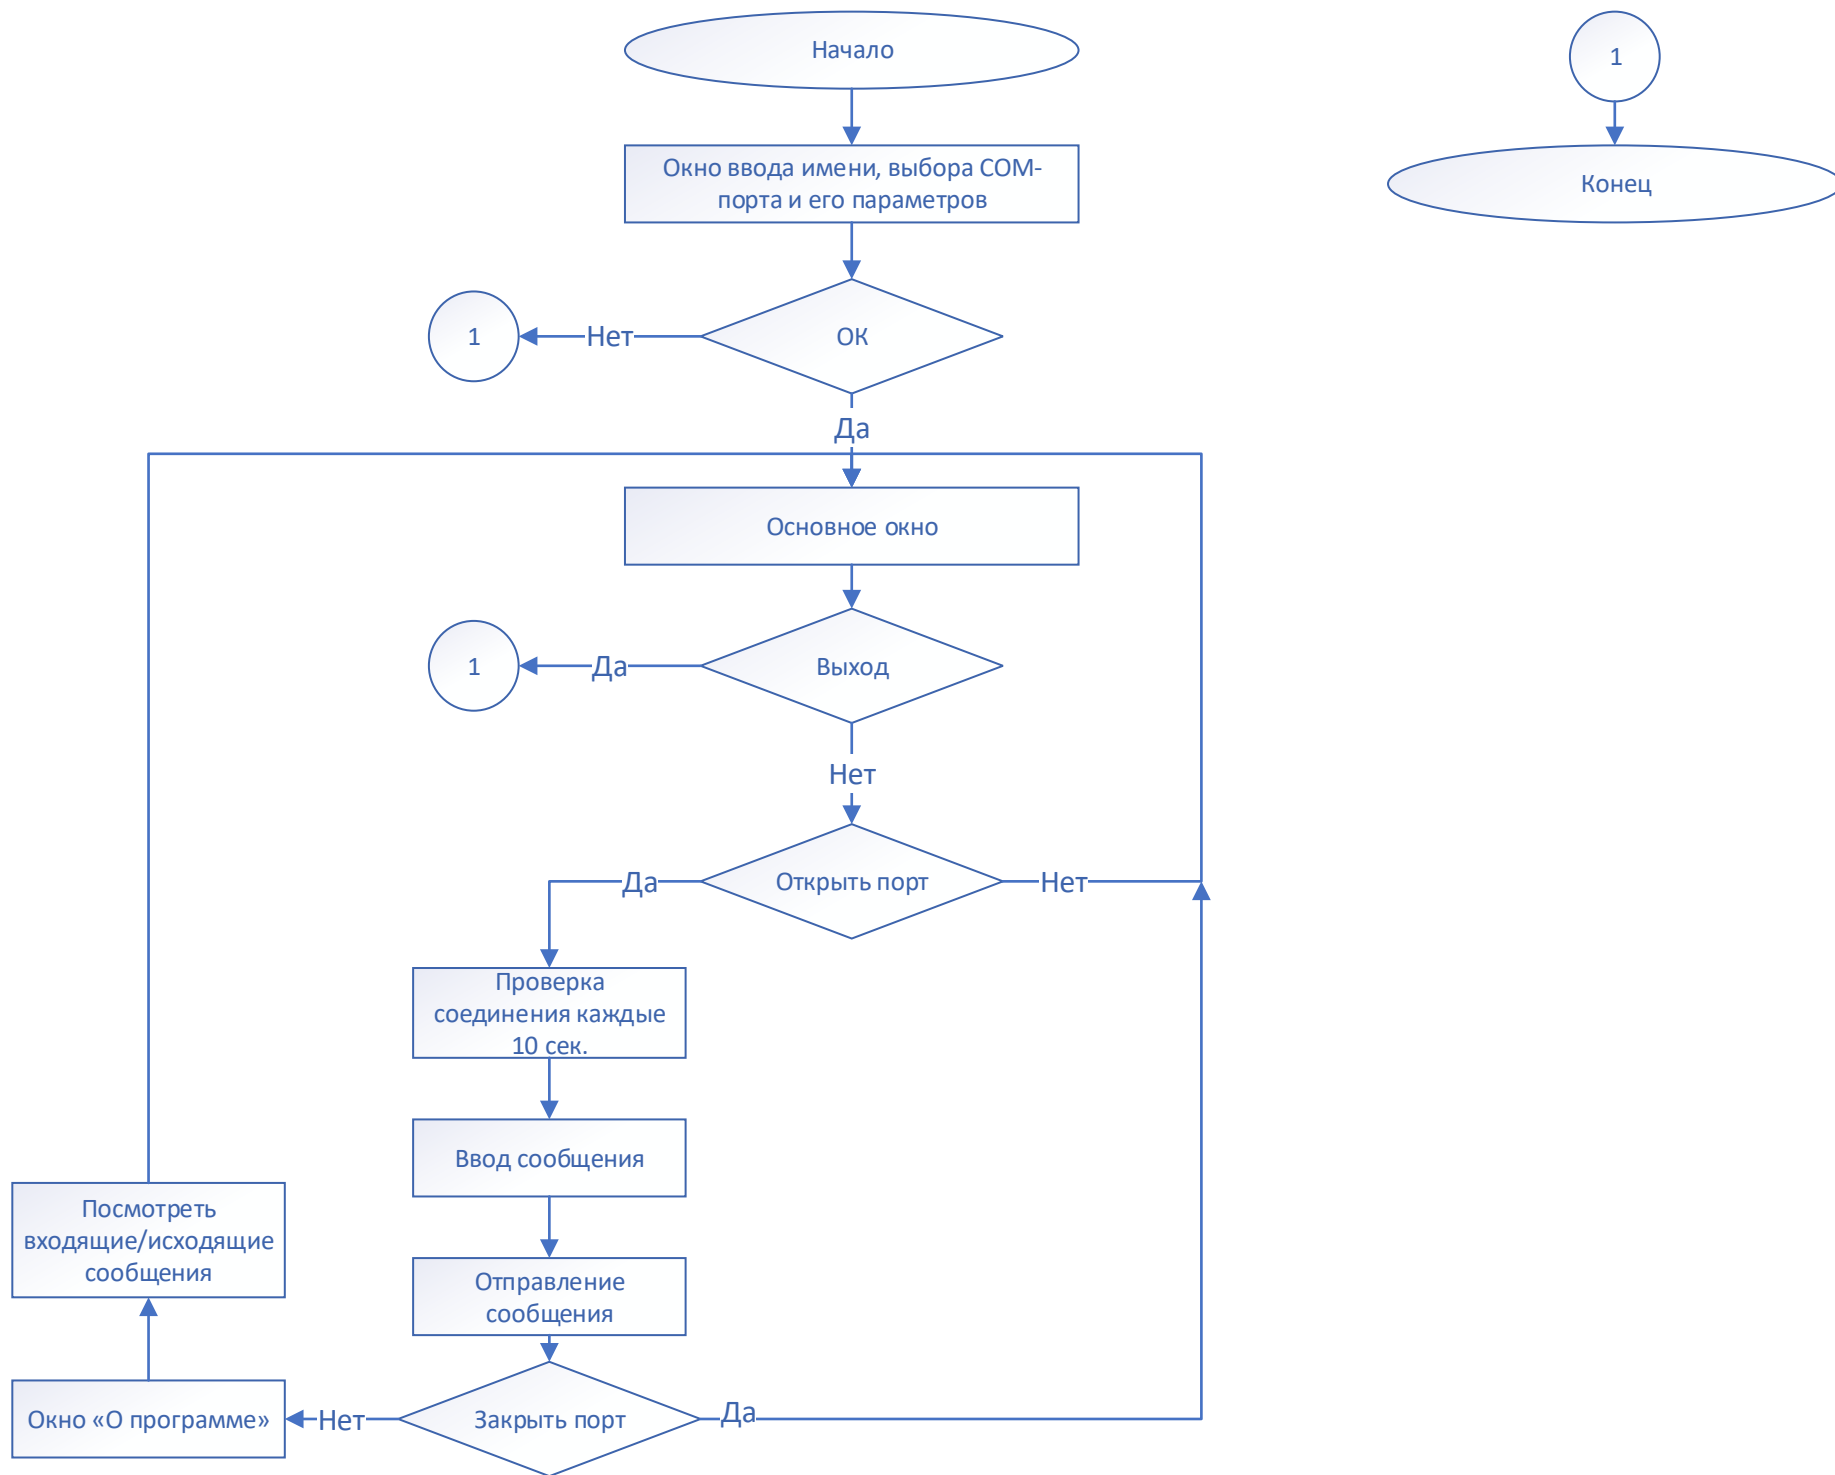 Начало
1
Окно ввода имени, выбора COM-
порта и его параметров
Конец
1
Нет
ОК
Да
Основное окно
1
Да
Выход
Нет
Да
Открыть порт
Нет
Проверка
соединения каждые
10 сек.
Ввод сообщения
Посмотреть
входящие/исходящие
сообщения
Отправление
сообщения
Окно «О программе»
Нет
Закрыть порт
Да